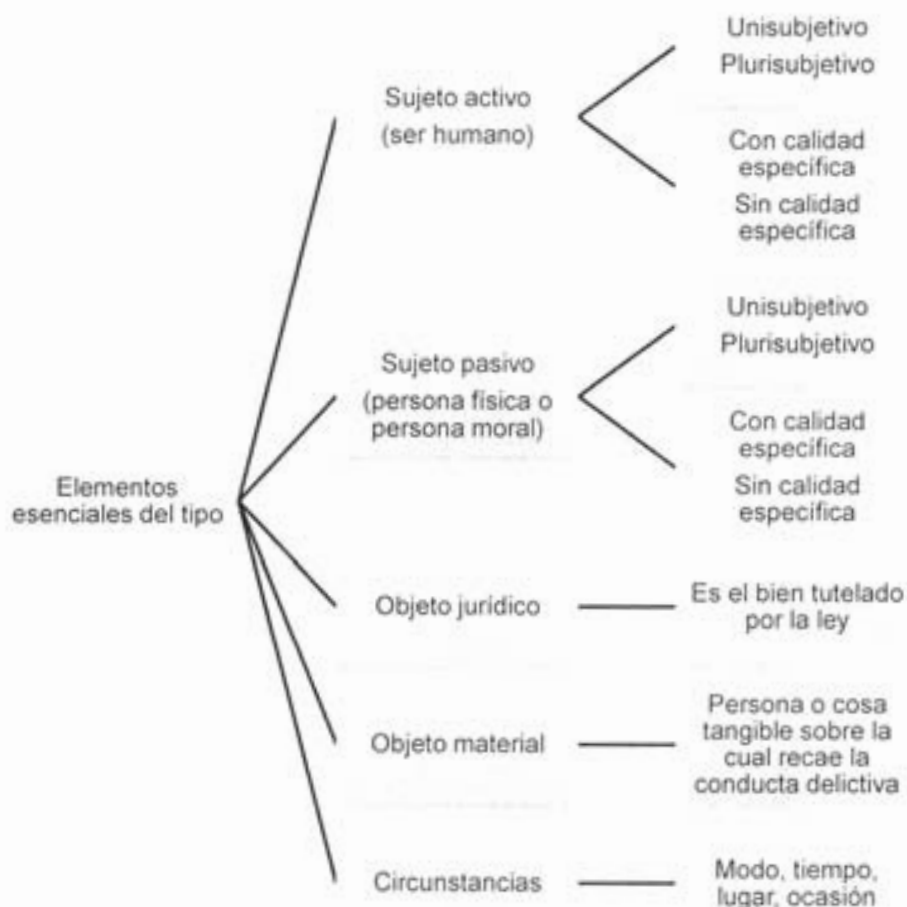 Elementos
esenciales del tipo
Sujeto activo
(ser humano)
Unisubjetivo
Plurisubjetivo
Con calidad
específica
Sin calidad
específica
Sujeto pasivo
(persona física o
persona moral)
Unisubjetivo
Plurisubjetivo
Con calidad
específica
Sin calidad
específica
Objeto jurídico
Es el bien tutelado
por la ley
Objeto material
Persona o cosa
tangible sobre la
cual recae la
conducta delictiva
Circunstancias
Modo, tiempo,
lugar, ocasión